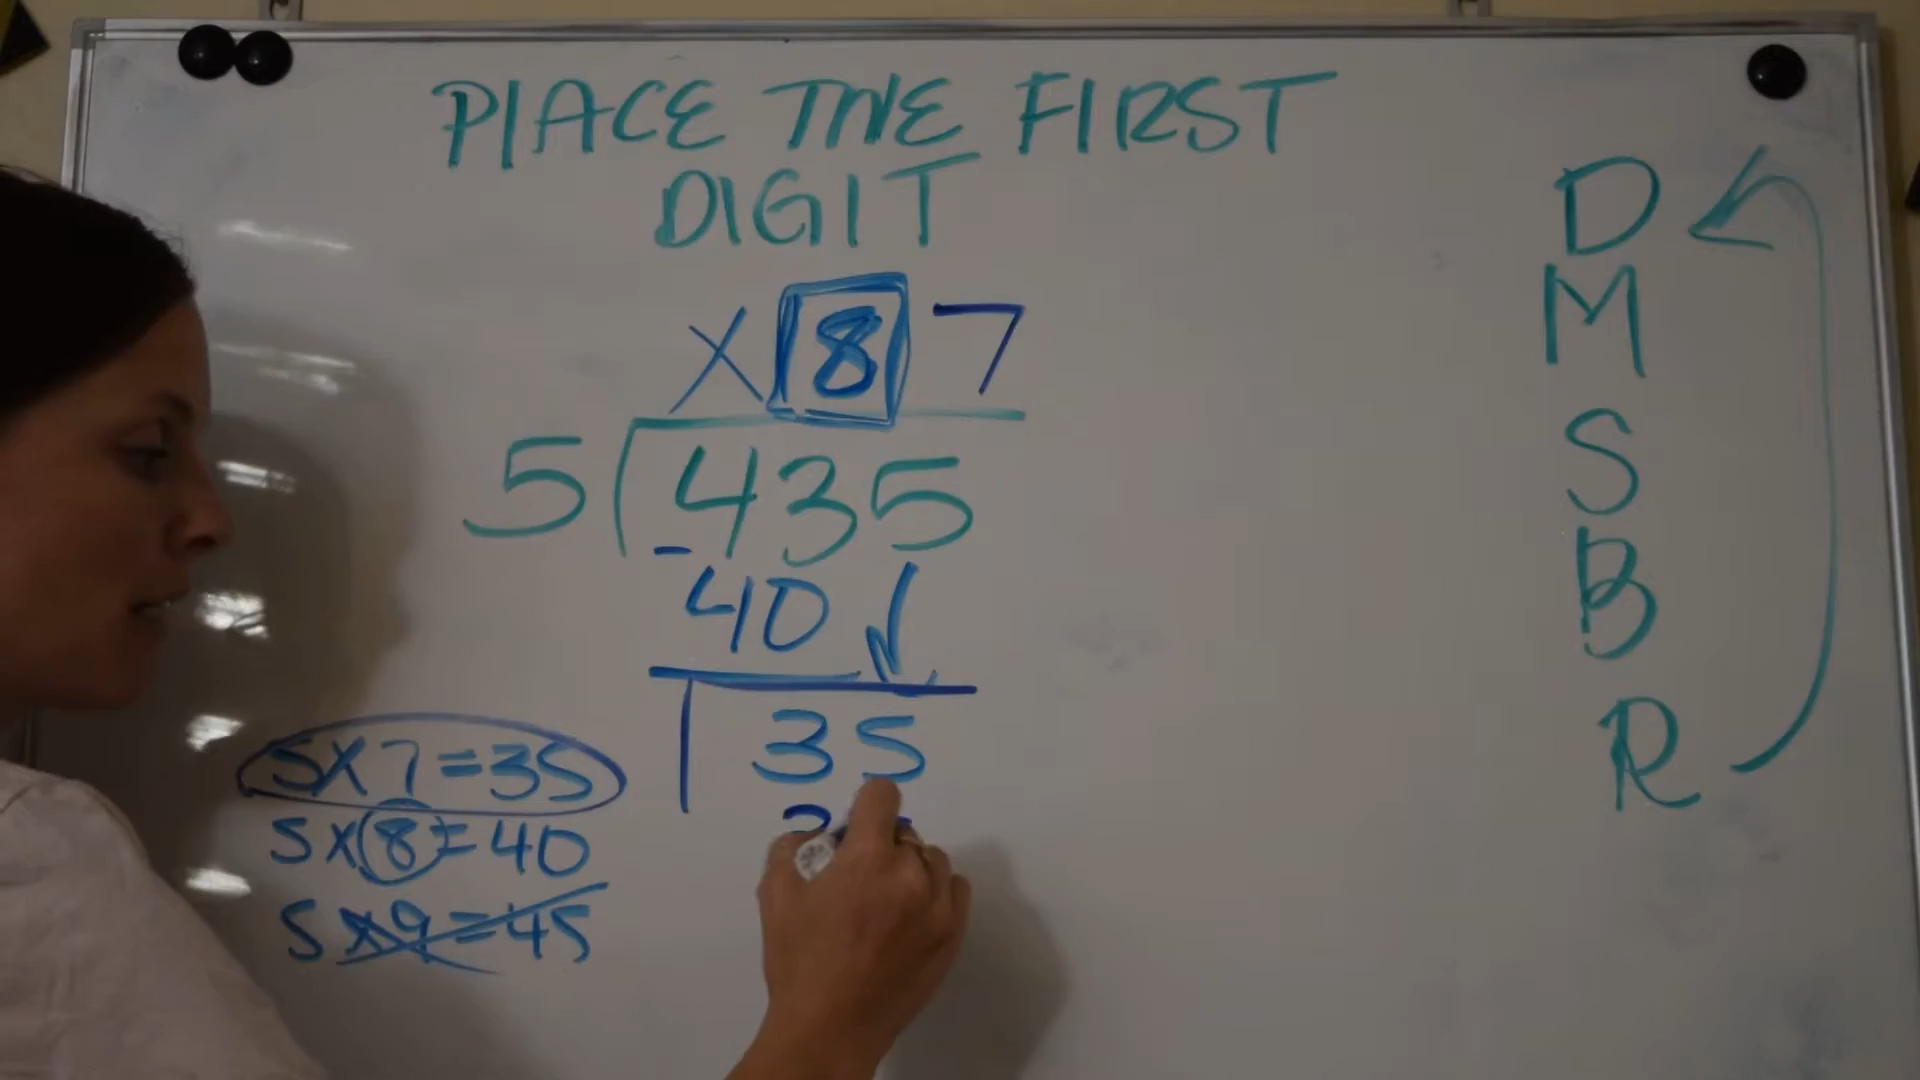 PLACE THE FIRST
DIGIT
X 8 7
5 435
- 40
35
5X7=35
5X8=40
5X9=45
D
M
S
B
R